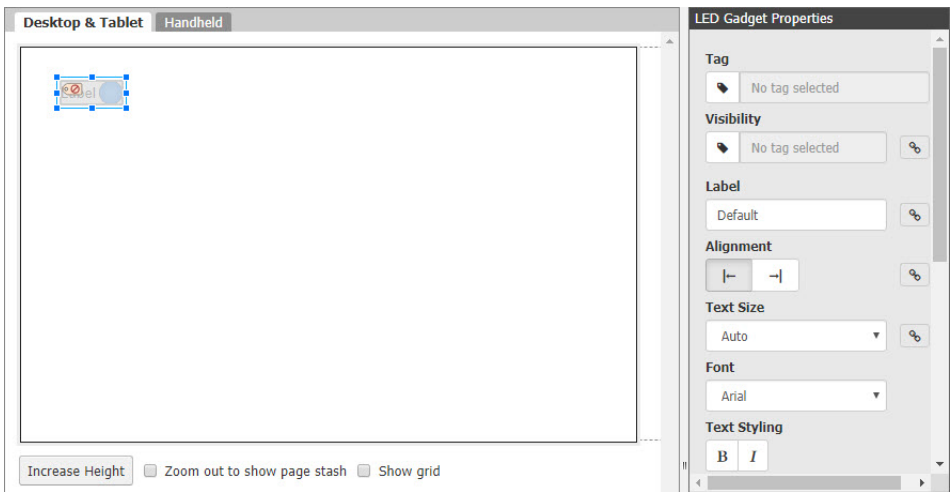 Desktop & Tablet Handheld
Label
Increase Height Zoom out to show page stash Show grid
LED Gadget Properties
Tag
No tag selected
Visibility
No tag selected
Label
Default
Alignment
Text Size
Auto
Font
Arial
Text Styling
B I